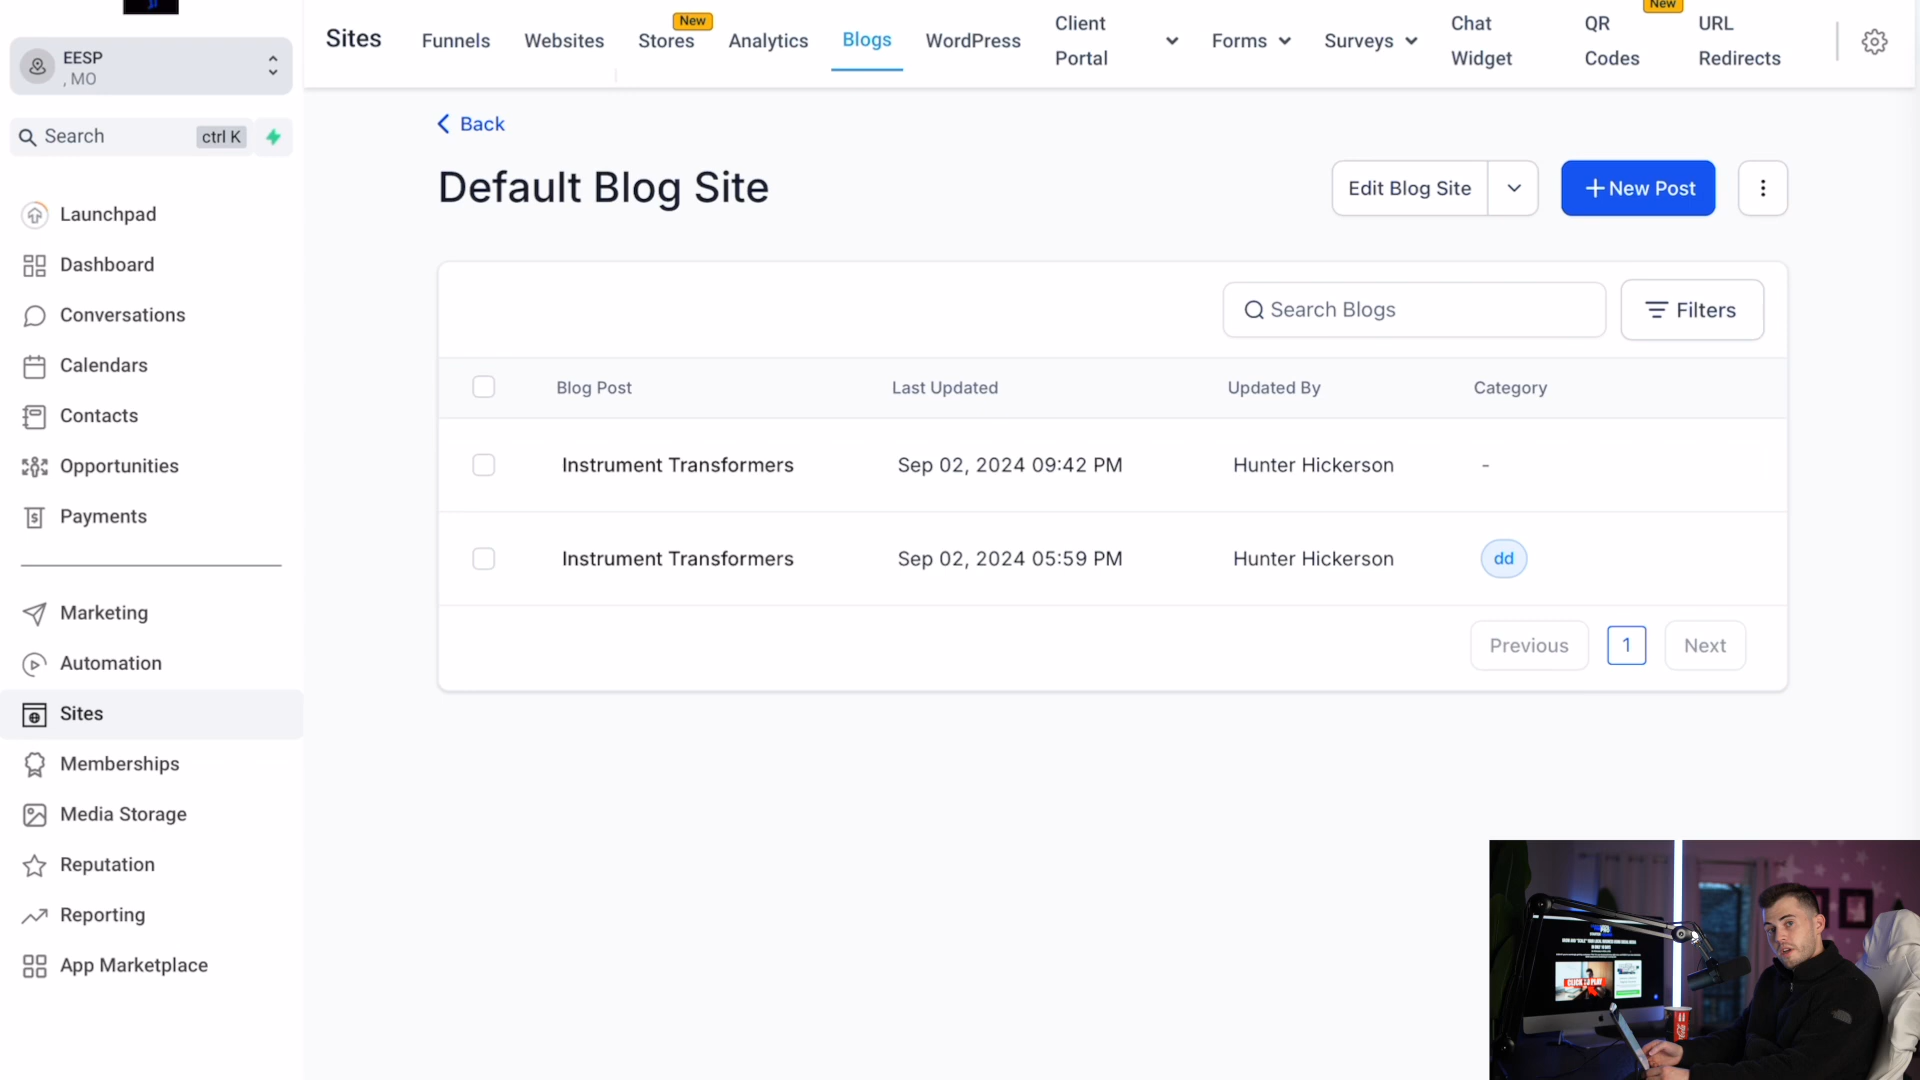 EESP
, MO
Search
ctrl K
Launchpad
Dashboard
Conversations
Calendars
Contacts
Opportunities
Payments
Marketing
Automation
Sites
Memberships
Media Storage
Reputation
Reporting
App Marketplace
Sites
Funnels
Websites
New
Stores
Analytics
Blogs
WordPress
Client
Portal
Forms
Surveys
Chat
Widget
New
QR
Codes
URL
Redirects
Back
Default Blog Site
Edit Blog Site
+ New Post
Search Blogs
Filters
Blog Post Last Updated Updated By Category
Instrument Transformers Sep 02, 2024 09:42 PM Hunter Hickerson -
Instrument Transformers Sep 02, 2024 05:59 PM Hunter Hickerson dd
Previous 1 Next
CLICK TO PLAY